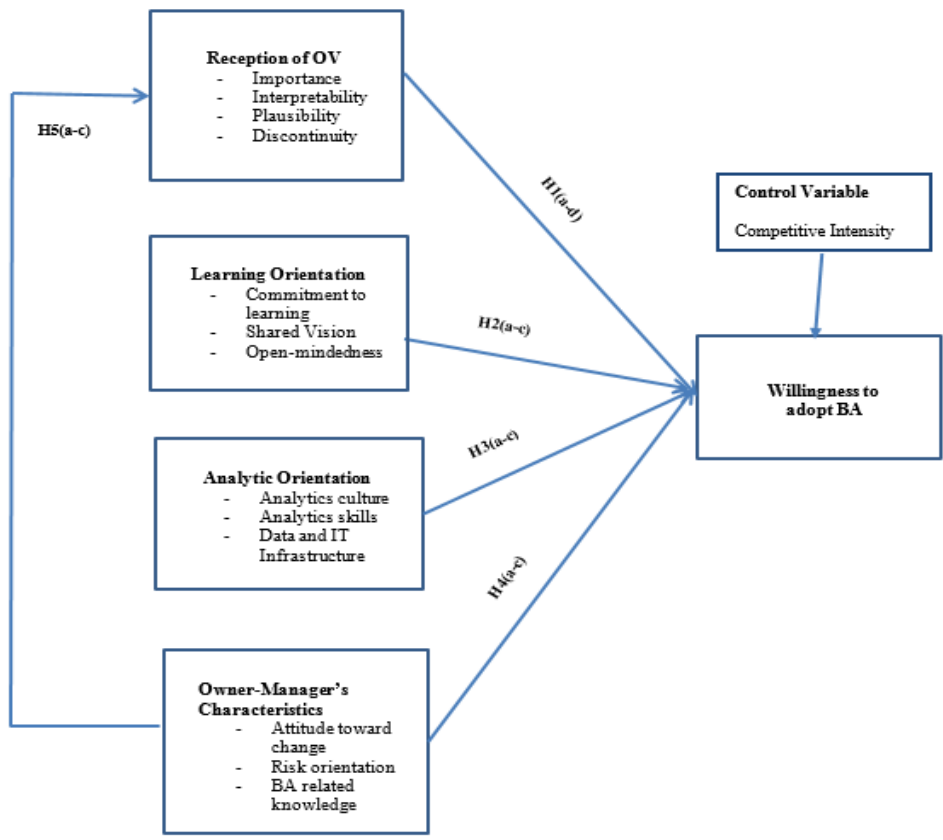 Reception of OV
- Importance
- Interpretability
- Plausibility
- Discontinuity
H5(a-c)
H1(a-d)
Control Variable
Competitive Intensity
Learning Orientation
- Commitment to
learning
- Shared Vision
- Open-mindedness
H2(a-c)
Willingness to
adopt BA
Analytic Orientation
- Analytics culture
- Analytics skills
- Data and IT
Infrastructure
H3(a-c)
H4(a-c)
Owner-Manager’s
Characteristics
- Attitude toward
change
- Risk orientation
- BA related
knowledge